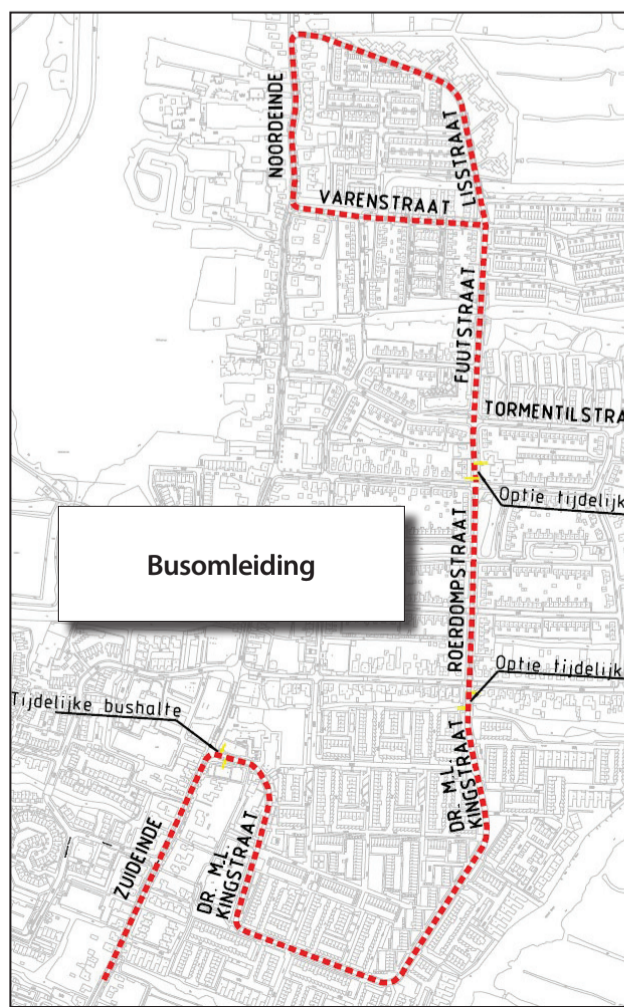 NOORDEINDE
LISSTRAAT
VARENSTRAAT
FUUTSTRAAT
TORMENTILSTRA
Optie tijdelijk
Busomleiding
ROERDOMPSTRAAT
Optie tijdelijk
Tijdelijke bushalte
DR. M.L.
KINGSTRAAT
ZUIDEINDE
DR. M.L.
KINGSTRAAT